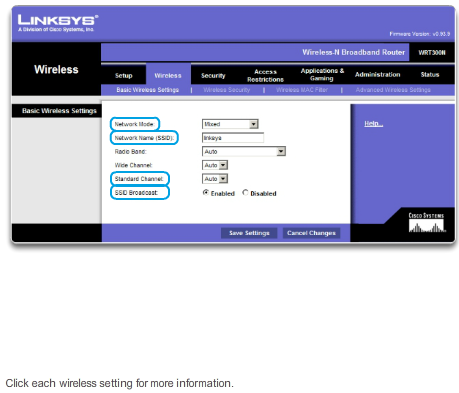 LINKSYS®
A Division of Cisco Systems, Inc.
Firmware Version: v0.93.9
Wireless-N Broadband Router WRT300N
Wireless
Setup Wireless Security Access Restrictions Applications & Gaming Administration Status
Basic Wireless Settings | Wireless Security | Wireless MAC Filter | Advanced Wireless Settings
Basic Wireless Settings
Network Mode: Mixed
Help...
Network Name (SSID): linksys
Radio Band: Auto
Wide Channel: Auto
Standard Channel: Auto
SSID Broadcast: Enabled Disabled
CISCO SYSTEMS
Save Settings Cancel Changes
Click each wireless setting for more information.